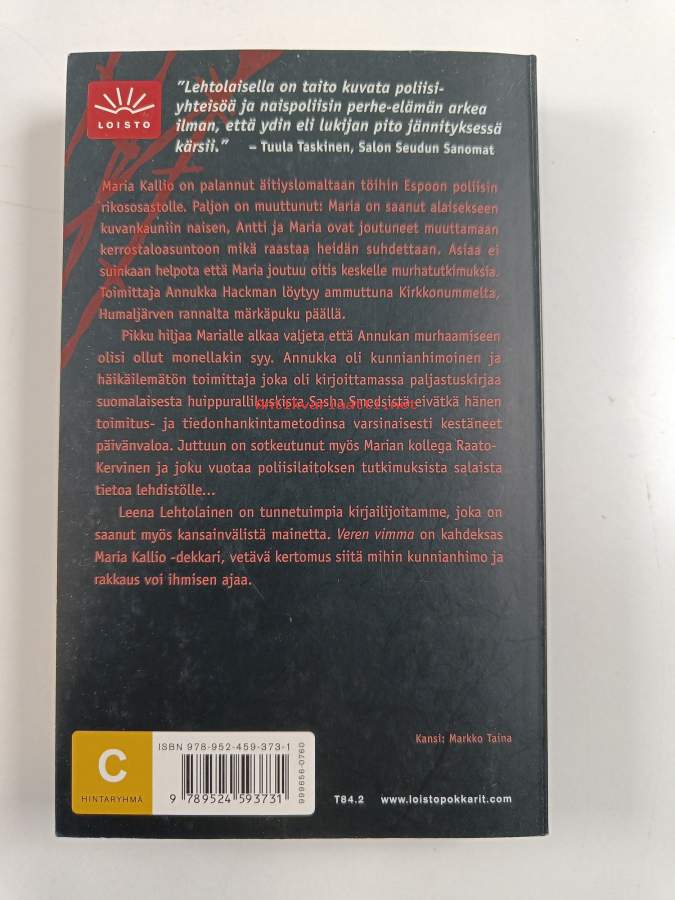 LOISTO
"Lehtolaisella on taito kuvata poliisi-
yhteisöä ja naispoliisin perhe-elämän arkea
ilman, että ydin eli lukijan pito jännityksessä
kärsii." – Tuula Taskinen, Salon Seudun Sanomat
Maria Kallio on palannut äitiyslomaltaan töihin Espoon poliisin
rikososastolle. Paljon on muuttunut: Maria on saanut alaisekseen
kuvankauniin naisen, Antti ja Maria ovat joutuneet muuttamaan
kerrostaloasuntoon mikä raastaa heidän suhdettaan. Asiaa ei
suinkaan helpota että Maria joutuu oitis keskelle murhatutkimuksia.
Toimittaja Annukka Hackman löytyy ammuttuna Kirkkonummelta,
Humaljärven rannalta märkäpuku päällä.
Pikku hiljaa Marialle alkaa valjeta että Annukan murhaamiseen
olisi ollut monellakin syy. Annukka oli kunnianhimoinen ja
häikäilemätön toimittaja joka oli kirjoittamassa paljastuskirjaa
suomalaisesta huippurallikuskista Sasha Smedsistä eivätkä hänen
toimitus- ja tiedonhankintametodinsa varsinaisesti kestäneet
päivänvaloa. Juttuun on sotkeutunut myös Marian kollega Raato-
Kervinen ja joku vuotaa poliisilaitoksen tutkimuksista salaista
tietoa lehdistölle...
Leena Lehtolainen on tunnetuimpia kirjailijoitamme, joka on
saanut myös kansainvälistä mainetta. Veren vimma on kahdeksas
Maria Kallio -dekkari, vetävä kertomus siitä mihin kunnianhimo ja
rakkaus voi ihmisen ajaa.
Kansi: Markko Taina
C
HINTARYHMÄ
ISBN 978-952-459-373-1
9 789524 593731
999656-0760
T84.2
www.loistopokkarit.com